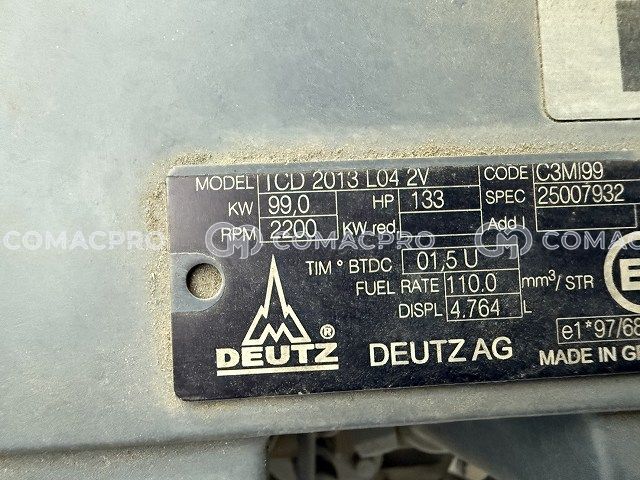 MODEL TCD 2013 L04 2V CODE C3MI99
KW 99,0 HP 133 SPEC 25007932
RPM 2200 KW red. Add |
COMACPRO COMACPRO COMACPRO
TIM ° BTDC 01,5 U
FUEL RATE 110.0 mm³/ STR
DISPL 4.764 L
DEUTZ ® DEUTZ AG
e1*97/68
MADE IN GE